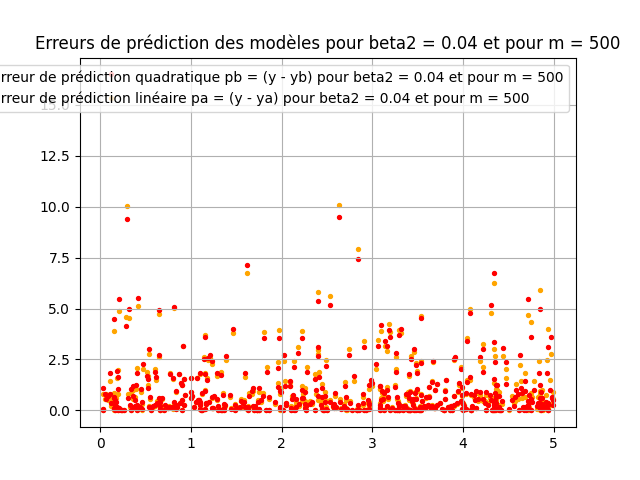 Erreurs de prédiction des modèles pour beta2 = 0.04 et pour m = 500
rreur de prédiction quadratique pb = (y - yb) pour beta2 = 0.04 et pour m = 500
rreur de prédiction linéaire pa = (y - ya) pour beta2 = 0.04 et pour m = 500
15.0
12.5
10.0
7.5
5.0
2.5
0.0
0 1 2 3 4 5